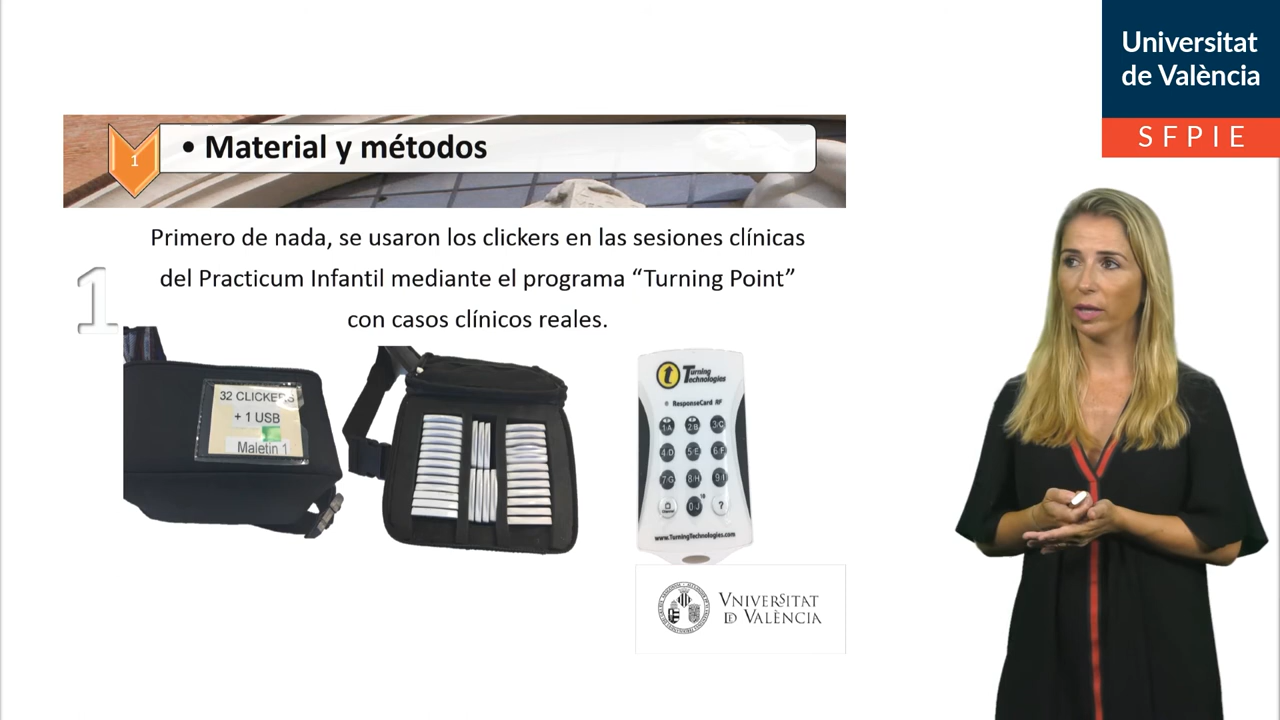 Universitat
de València
SFPIE
1
• Material y métodos
Primero de nada, se usaron los clickers en las sesiones clínicas
del Practicum Infantil mediante el programa “Turning Point”
con casos clínicos reales.
1
32 CLICKERS
+ 1 USB
Maletin 1
Turning
Technologies
ResponseCard RF
1/A 2/B 3/C
4/D 5/E 6/F
7/G 8/H 9/I
0/J ?
www.TurningTechnologies.com
VNIVERSITAT
DE VALÈNCIA